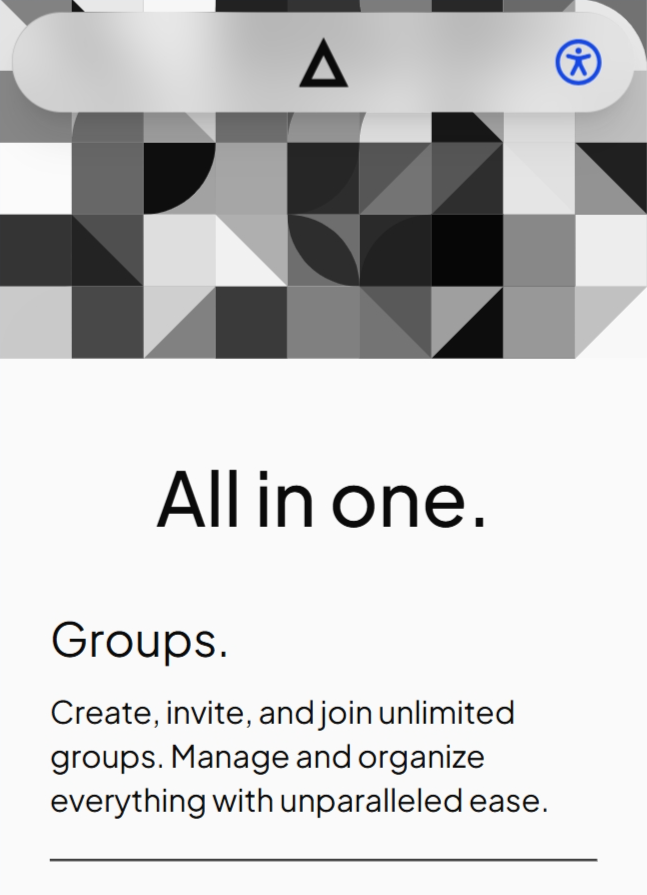 All in one.
Groups.
Create, invite, and join unlimited
groups. Manage and organize
everything with unparalleled ease.